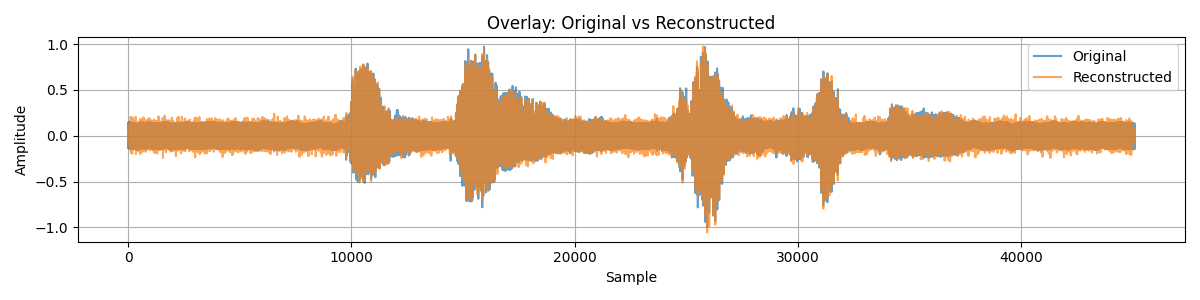 Overlay: Original vs Reconstructed
1.0
0.5
0.0
−0.5
−1.0
Amplitude
Original
Reconstructed
0
10000
20000
30000
40000
Sample